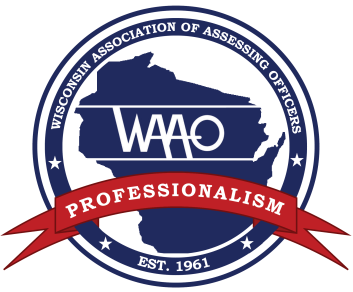 WISCONSIN ASSOCIATION OF ASSESSING OFFICERS
WAAO
PROFESSIONALISM
EST. 1961